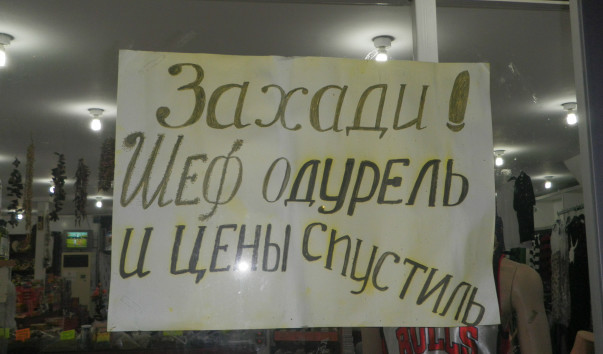 Захади!
Шеф одурель
и цены спустиль
BULLS